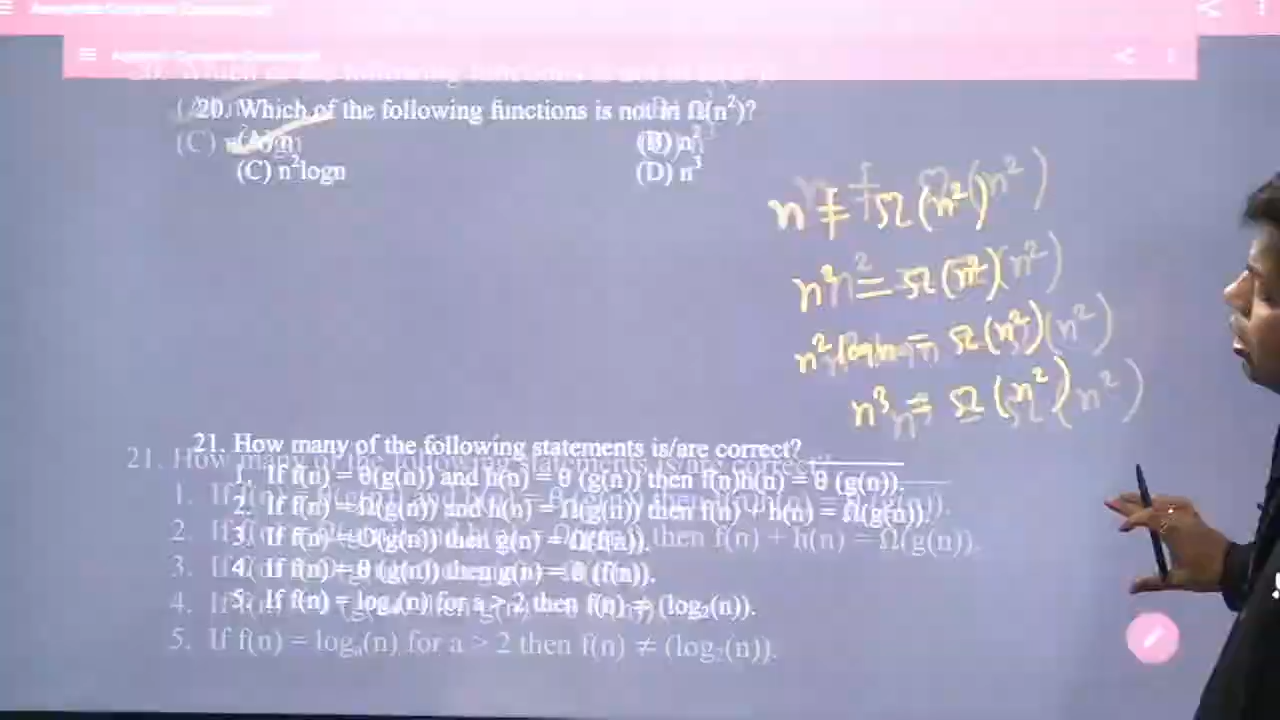 20. Which of the following functions is not in Ω(n²)?
(A) n
(B) n²
(C) n²logn
(D) n³
n ≠ Ω(n²)
n² = Ω(n²)
n² logn = Ω(n²)
n³ = Ω(n²)
21. How many of the following statements is/are correct?
1. If f(n) = θ(g(n)) and h(n) = θ (g(n)) then f(n)h(n) = θ (g(n)).
2. If f(n) = Ω(g(n)) and h(n) = Ω(g(n)) then f(n) + h(n) = Ω(g(n)).
3. If f(n) = O(g(n)) then g(n) = Ω(f(n)).
4. If f(n) = θ (g(n)) then g(n) = θ (f(n)).
5. If f(n) = logₐ(n) for a > 2 then f(n) ≠ (log₂(n)).